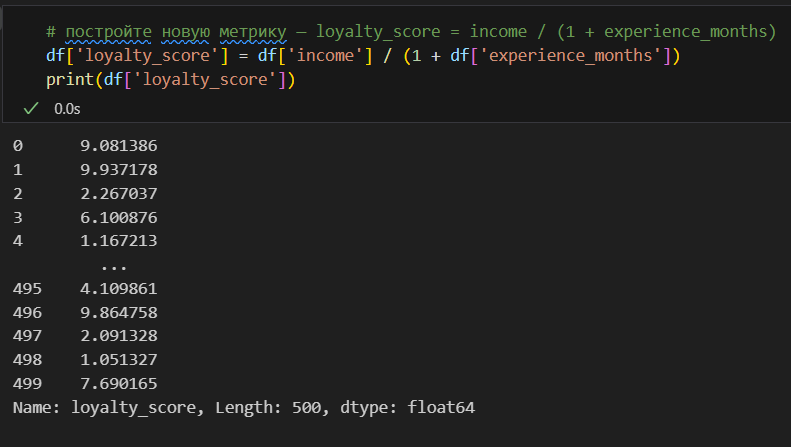 # постройте новую метрику — loyalty_score = income / (1 + experience_months)
df['loyalty_score'] = df['income'] / (1 + df['experience_months'])
print(df['loyalty_score'])
0.0s
0 9.081386
1 9.937178
2 2.267037
3 6.100876
4 1.167213
...
495 4.109861
496 9.864758
497 2.091328
498 1.051327
499 7.690165
Name: loyalty_score, Length: 500, dtype: float64